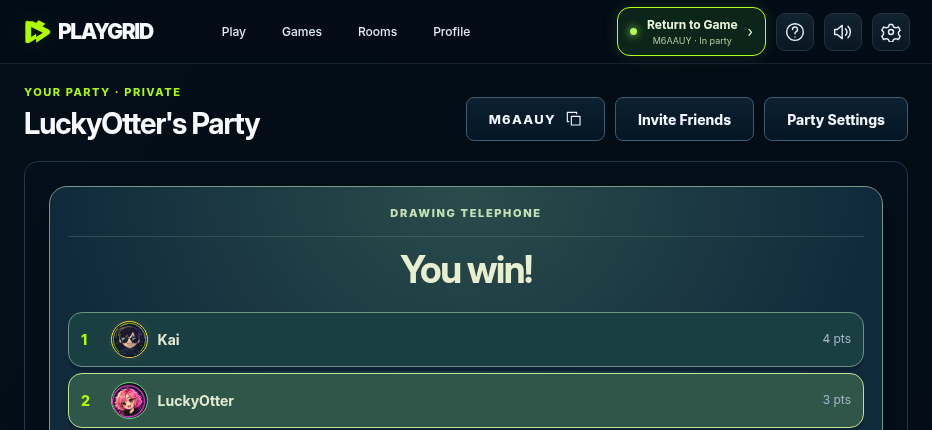 PLAYGRID
Play
Games
Rooms
Profile
Return to Game
M6AAUY · In party
YOUR PARTY · PRIVATE
LuckyOtter's Party
M6AAUY
Invite Friends
Party Settings
DRAWING TELEPHONE
You win!
1 Kai 4 pts
2 LuckyOtter 3 pts